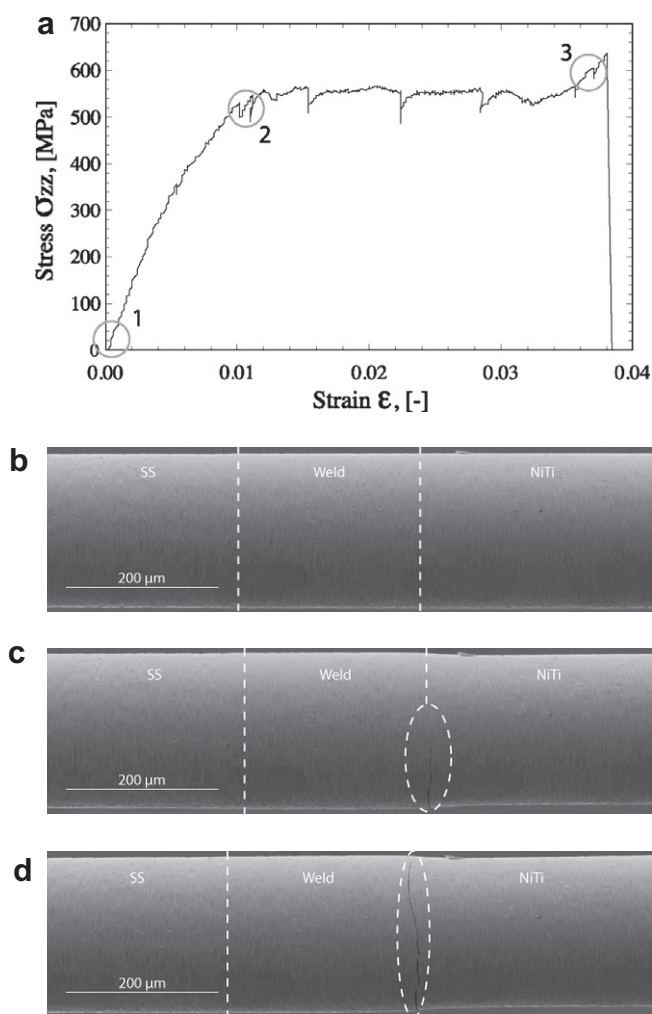 a
700
600
500
400
300
200
100
0
Stress σzz, [MPa]
1
2
3
0.00 0.01 0.02 0.03 0.04
Strain ε, [-]
b
SS Weld NiTi
200 µm
c
SS Weld NiTi
200 µm
d
SS Weld NiTi
200 µm